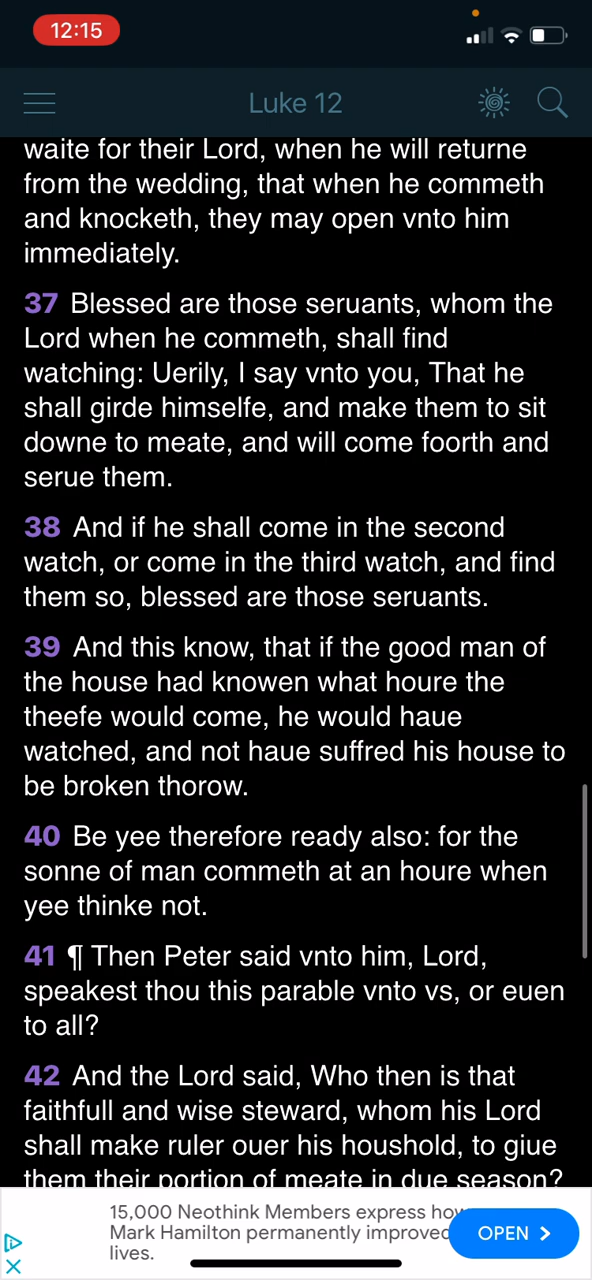 12:15
Luke 12
waite for their Lord, when he will returne
from the wedding, that when he commeth
and knocketh, they may open vnto him
immediately.
37 Blessed are those seruants, whom the
Lord when he commeth, shall find
watching: Uerily, I say vnto you, That he
shall girde himselfe, and make them to sit
downe to meate, and will come foorth and
serue them.
38 And if he shall come in the second
watch, or come in the third watch, and find
them so, blessed are those seruants.
39 And this know, that if the good man of
the house had knowen what houre the
theefe would come, he would haue
watched, and not haue suffred his house to
be broken thorow.
40 Be yee therefore ready also: for the
sonne of man commeth at an houre when
yee thinke not.
41 ¶ Then Peter said vnto him, Lord,
speakest thou this parable vnto vs, or euen
to all?
42 And the Lord said, Who then is that
faithfull and wise steward, whom his Lord
shall make ruler ouer his houshold, to giue
them their portion of meate in due season?
15,000 Neothink Members express how
Mark Hamilton permanently improved
lives.
OPEN